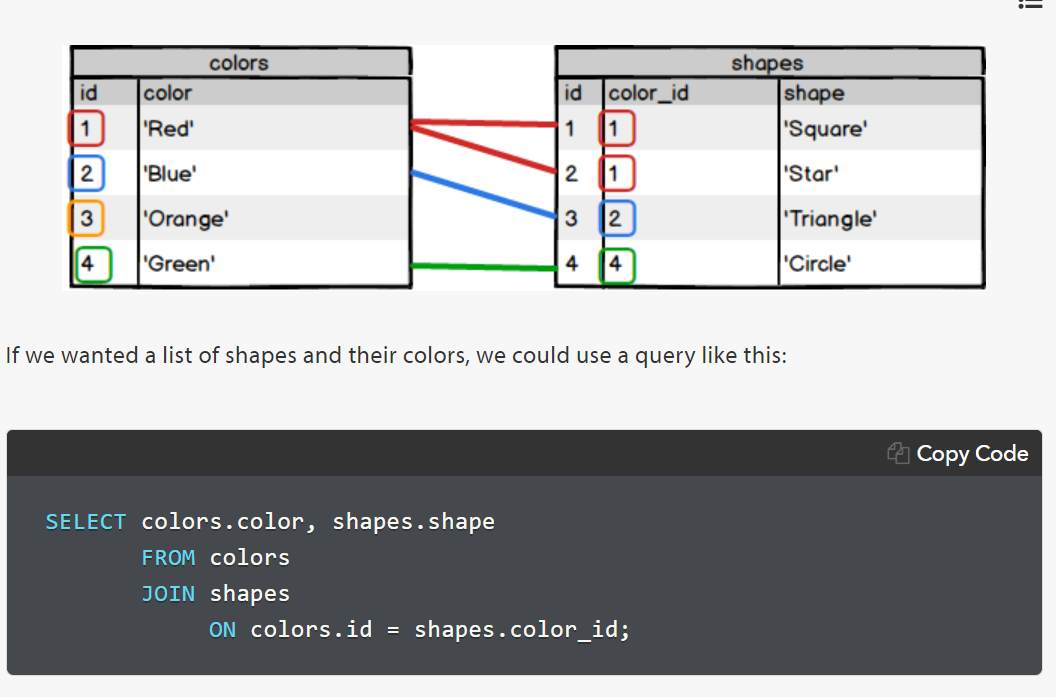 colors shapes
id color id color_id shape
1 'Red' 1 1 'Square'
2 'Blue' 2 1 'Star'
3 'Orange' 3 2 'Triangle'
4 'Green' 4 4 'Circle'
If we wanted a list of shapes and their colors, we could use a query like this:
Copy Code
SELECT colors.color, shapes.shape
FROM colors
JOIN shapes
ON colors.id = shapes.color_id;